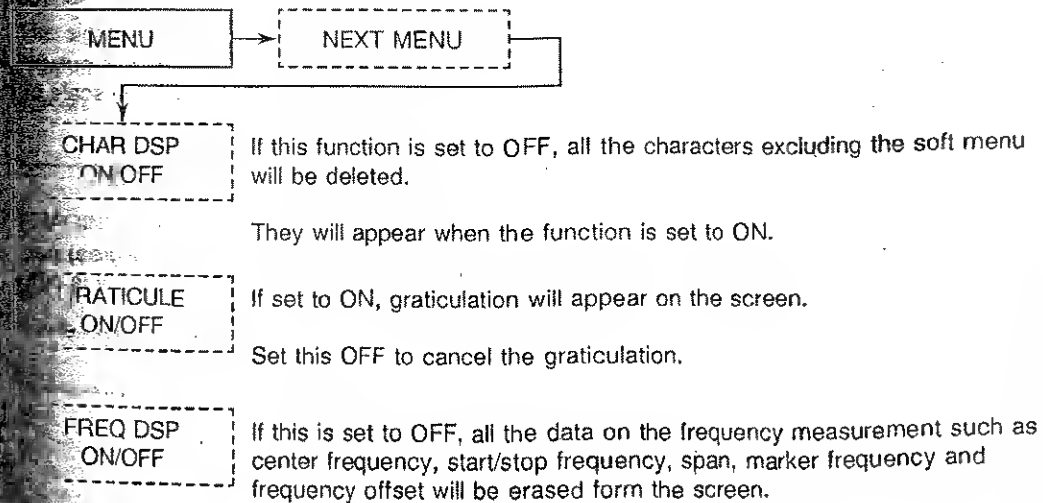 MENU
NEXT MENU
CHAR DSP
ON/OFF
If this function is set to OFF, all the characters excluding the soft menu
will be deleted.
They will appear when the function is set to ON.
RATICULE
ON/OFF
If set to ON, graticulation will appear on the screen.
Set this OFF to cancel the graticulation.
FREQ DSP
ON/OFF
If this is set to OFF, all the data on the frequency measurement such as
center frequency, start/stop frequency, span, marker frequency and
frequency offset will be erased form the screen.